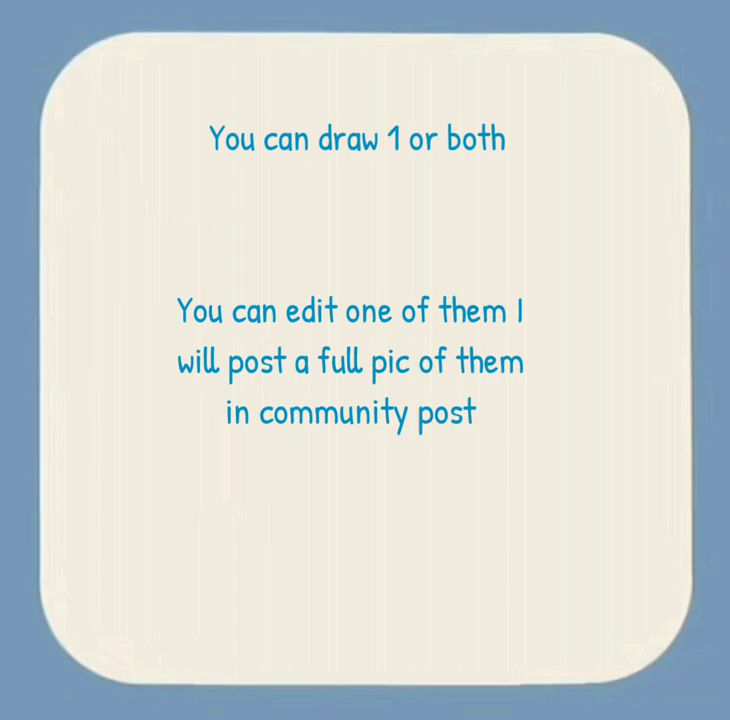 You can draw 1 or both
You can edit one of them I
will post a full pic of them
in community post